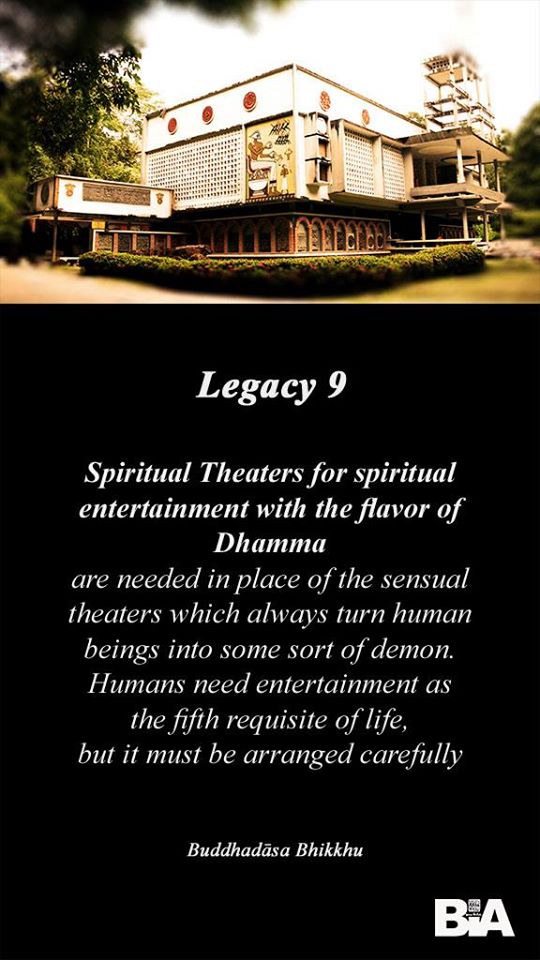 Legacy 9
Spiritual Theaters for spiritual
entertainment with the flavor of
Dhamma
are needed in place of the sensual
theaters which always turn human
beings into some sort of demon.
Humans need entertainment as
the fifth requisite of life,
but it must be arranged carefully
Buddhadāsa Bhikkhu
BIA